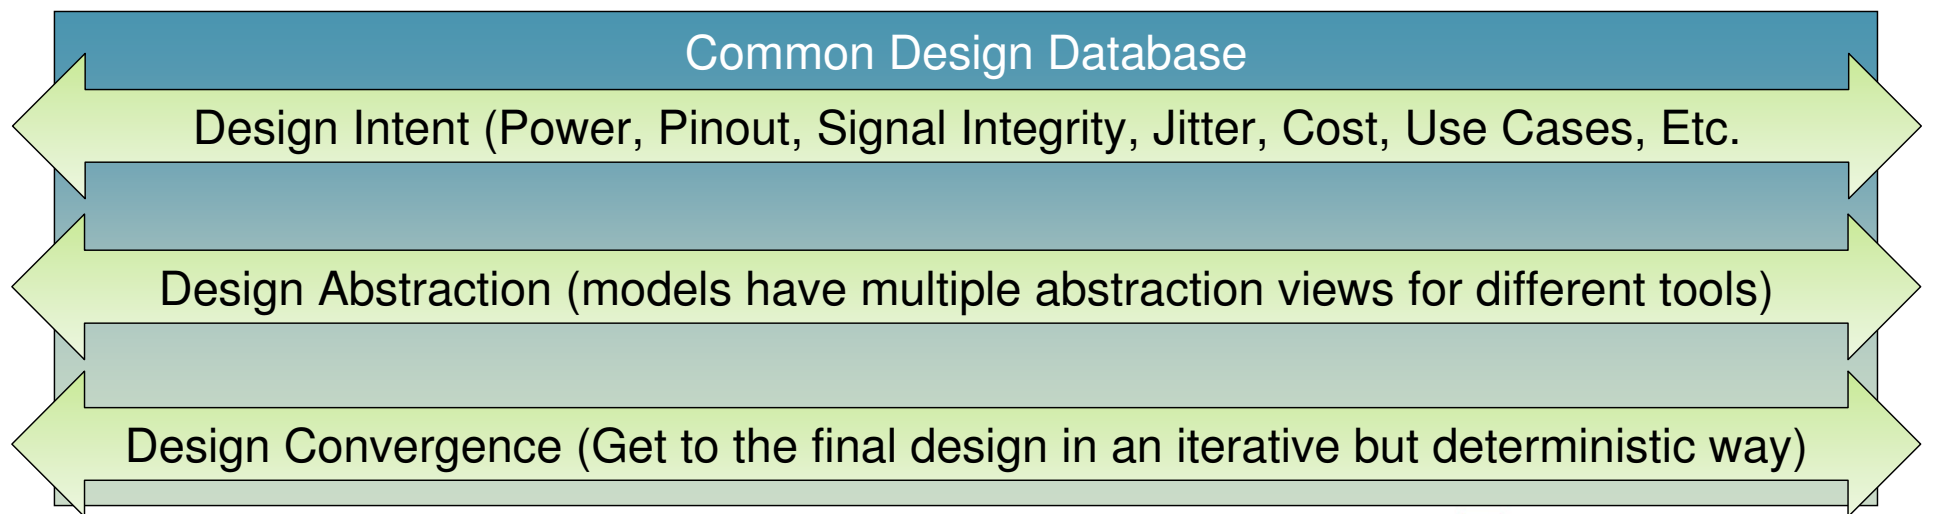 Common Design Database
Design Intent (Power, Pinout, Signal Integrity, Jitter, Cost, Use Cases, Etc.
Design Abstraction (models have multiple abstraction views for different tools)
Design Convergence (Get to the final design in an iterative but deterministic way)